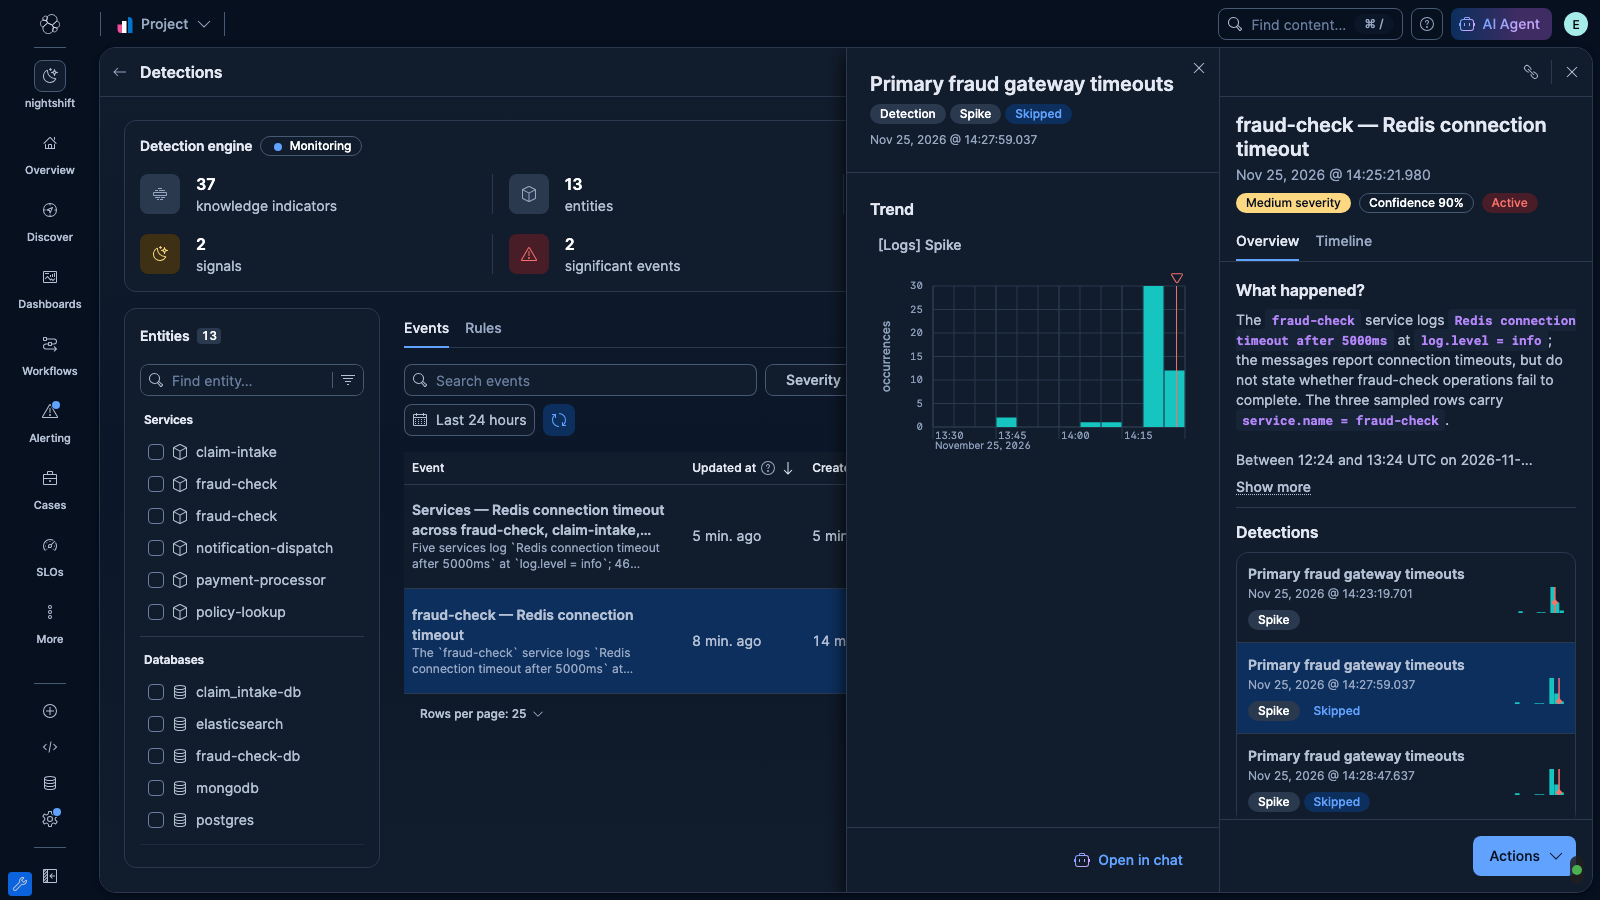 Project
Find content...
⌘ /
AI Agent
E
nightshift
Overview
Discover
Dashboards
Workflows
Alerting
Cases
SLOs
More
Detections
Detection engine
Monitoring
37
knowledge indicators
13
entities
2
signals
2
significant events
Entities 13
Find entity...
Services
claim-intake
fraud-check
fraud-check
notification-dispatch
payment-processor
policy-lookup
Databases
claim_intake-db
elasticsearch
fraud-check-db
mongodb
postgres
Events
Rules
Search events
Severity
Last 24 hours
Event
Updated at
Create
Services — Redis connection timeout
across fraud-check, claim-intake,...
Five services log `Redis connection timeout
after 5000ms` at `log.level = info`; 46...
5 min. ago
5 min
fraud-check — Redis connection
timeout
The `fraud-check` service logs `Redis
connection timeout after 5000ms` at...
8 min. ago
14 m
Rows per page: 25
Primary fraud gateway timeouts
Detection
Spike
Skipped
Nov 25, 2026 @ 14:27:59.037
Trend
[Logs] Spike
occurrences
30
25
20
15
10
5
0
13:30
13:45
14:00
14:15
November 25, 2026
Open in chat
fraud-check — Redis connection
timeout
Nov 25, 2026 @ 14:25:21.980
Medium severity
Confidence 90%
Active
Overview
Timeline
What happened?
The fraud-check service logs Redis connection
timeout after 5000ms at log.level = info ;
the messages report connection timeouts, but do
not state whether fraud-check operations fail to
complete. The three sampled rows carry
service.name = fraud-check .
Between 12:24 and 13:24 UTC on 2026-11-...
Show more
Detections
Primary fraud gateway timeouts
Nov 25, 2026 @ 14:23:19.701
Spike
Primary fraud gateway timeouts
Nov 25, 2026 @ 14:27:59.037
Spike
Skipped
Primary fraud gateway timeouts
Nov 25, 2026 @ 14:28:47.637
Spike
Skipped
Actions